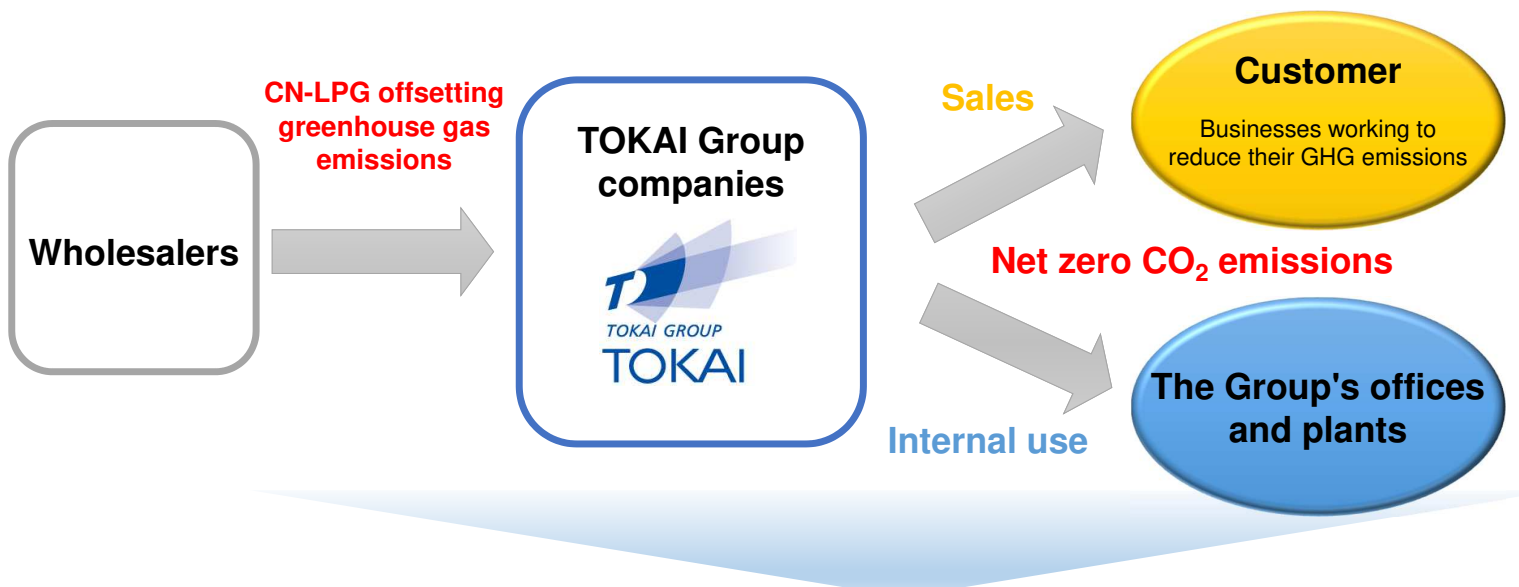 Wholesalers
CN-LPG offsetting
greenhouse gas
emissions
TOKAI Group
companies
T
TOKAI GROUP
TOKAI
Sales
Customer
Businesses working to
reduce their GHG emissions
Net zero CO₂ emissions
Internal use
The Group's offices
and plants